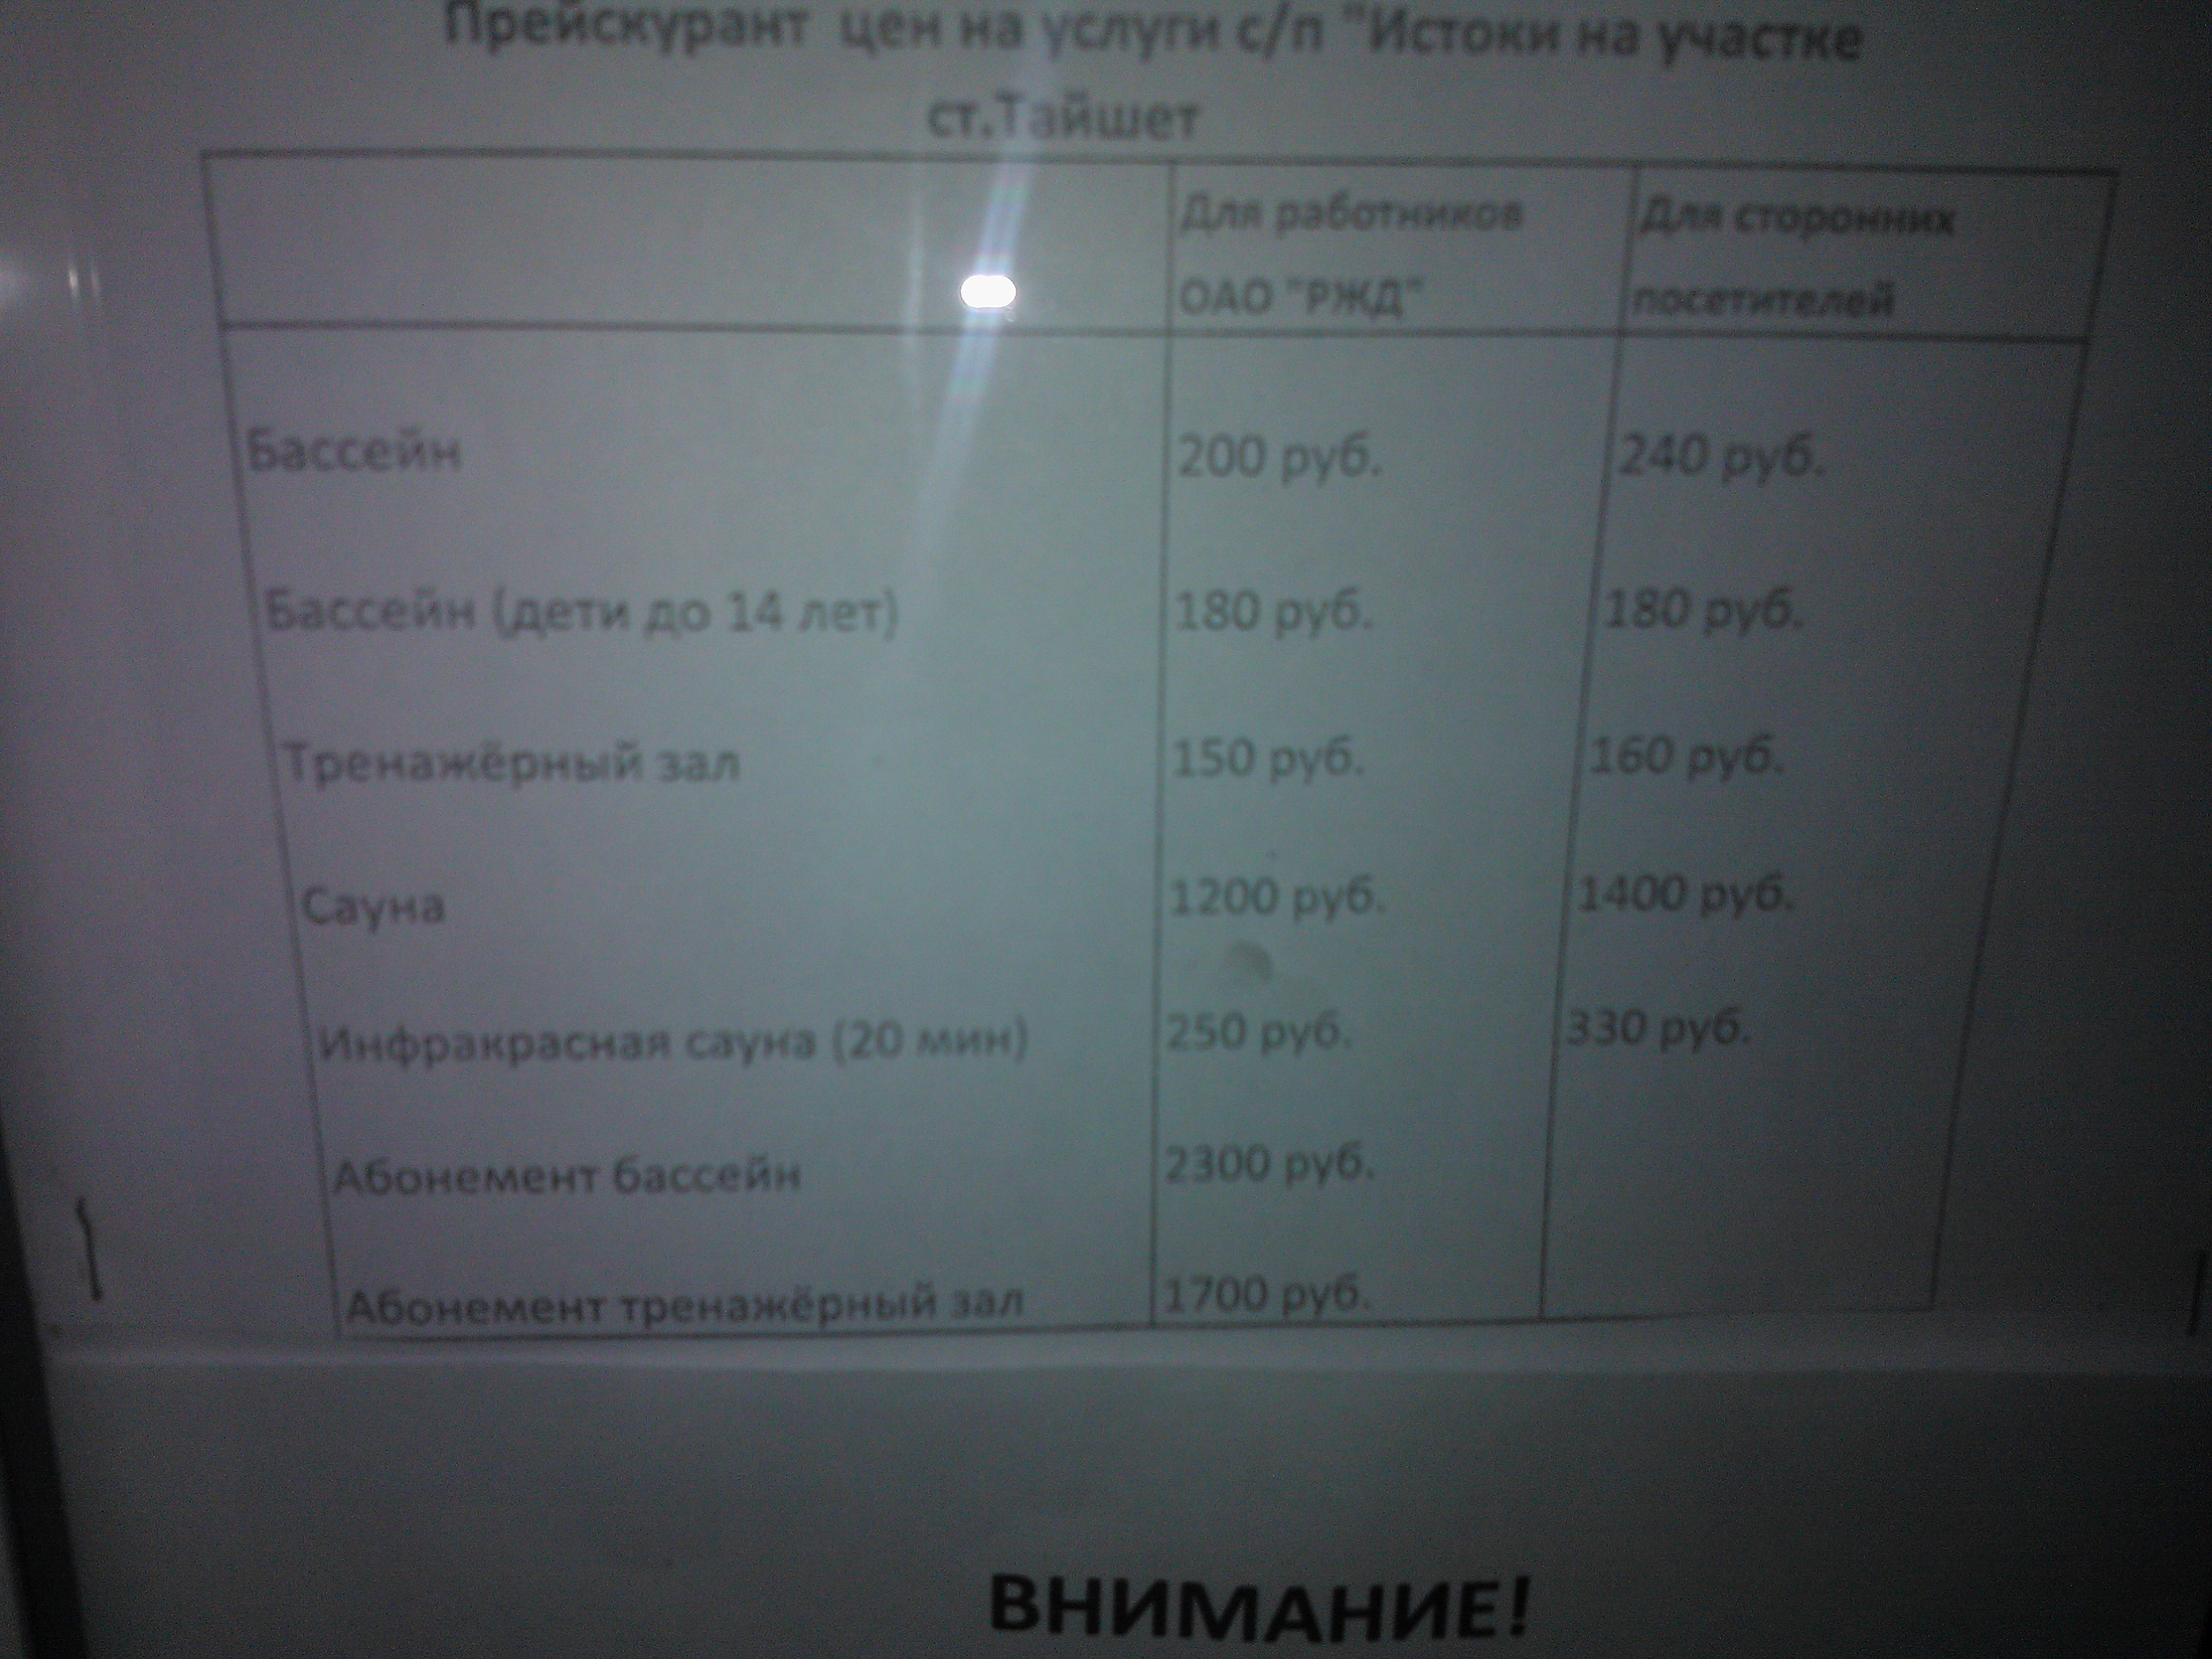 Прейскурант цен на услуги с/п "Истоки на участке
ст.Тайшет
Для работников Для сторонних
ОАО "РЖД" посетителей
Бассейн 200 руб. 240 руб.
Бассейн (дети до 14 лет) 180 руб. 180 руб.
Тренажёрный зал 150 руб. 160 руб.
Сауна 1200 руб. 1400 руб.
Инфракрасная сауна (20 мин) 250 руб. 330 руб.
Абонемент бассейн 2300 руб.
Абонемент тренажёрный зал 1700 руб.
ВНИМАНИЕ!